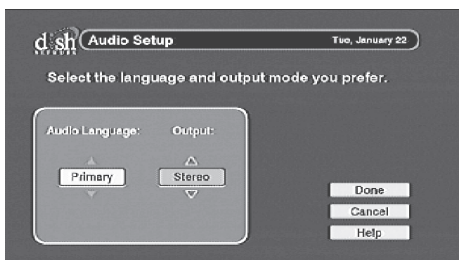 dish
NETWORK
Audio Setup
Tue, January 22
Select the language and output mode you prefer.
Audio Language:
Output:
Primary
Stereo
Done
Cancel
Help